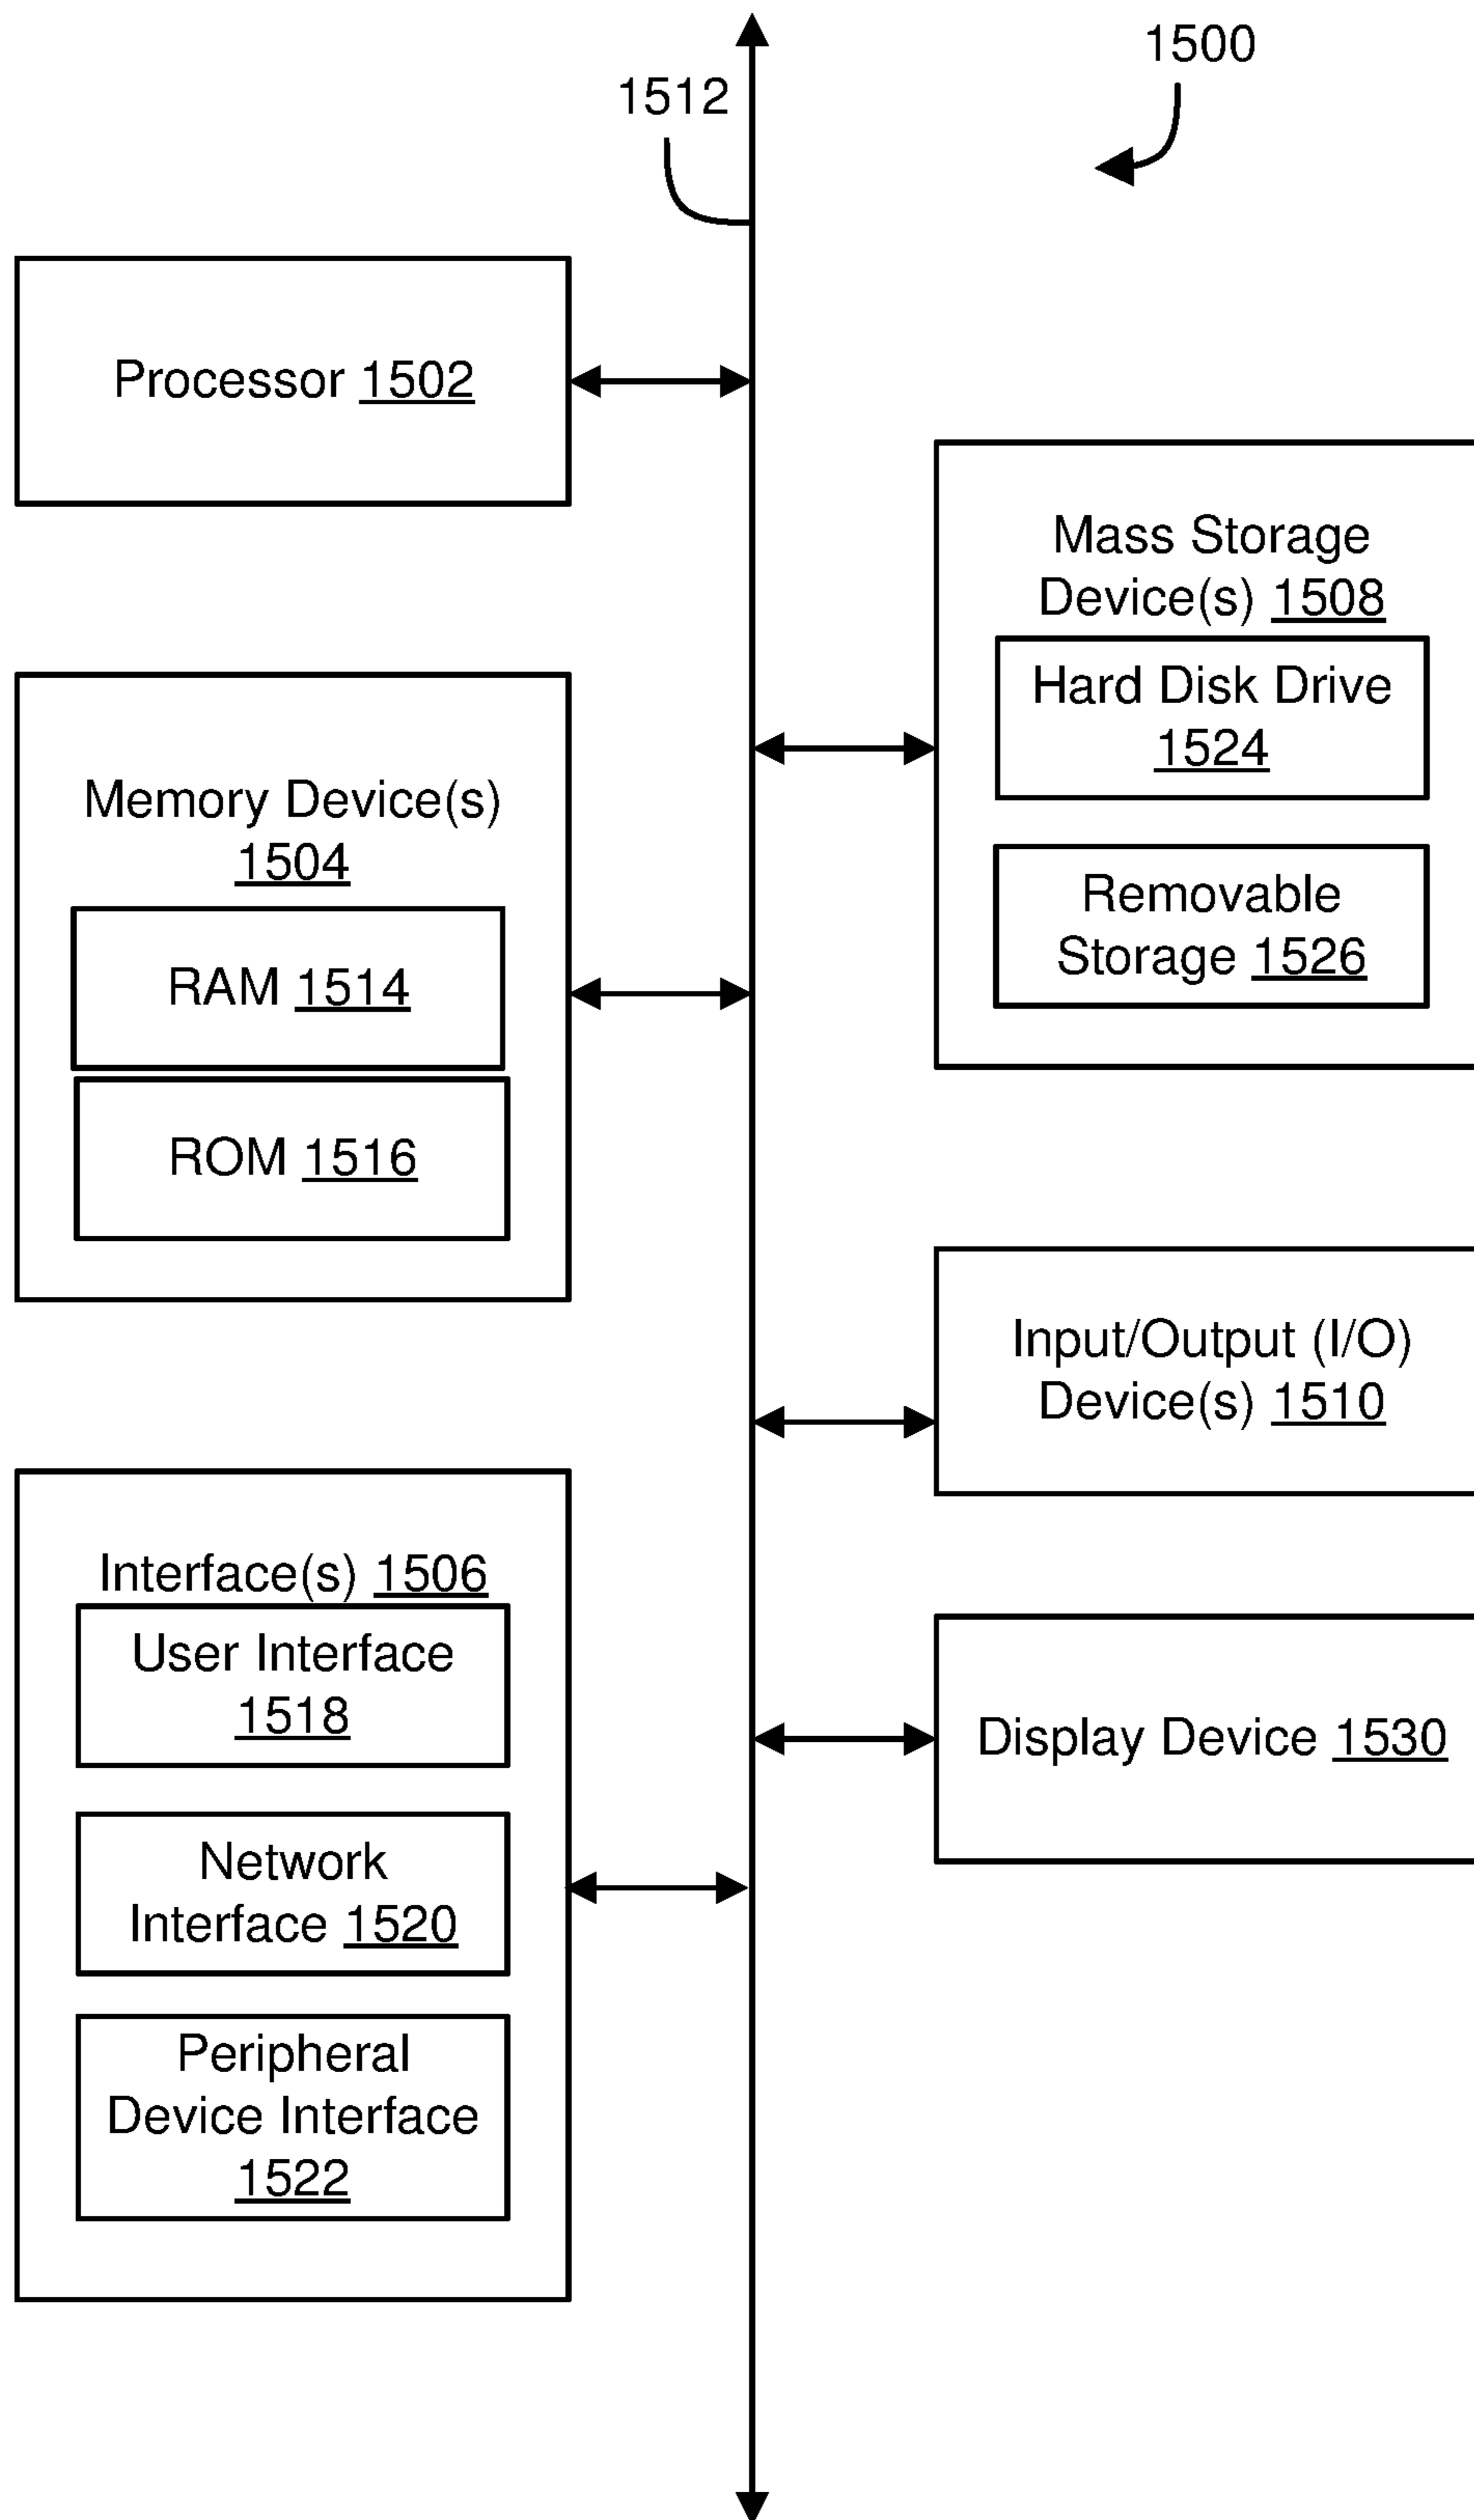 1500
1512
Processor 1502
Mass Storage
Device(s) 1508
Hard Disk Drive
1524
Removable
Storage 1526
Memory Device(s)
1504
RAM 1514
ROM 1516
Input/Output (I/O)
Device(s) 1510
Interface(s) 1506
User Interface
1518
Network
Interface 1520
Peripheral
Device Interface
1522
Display Device 1530